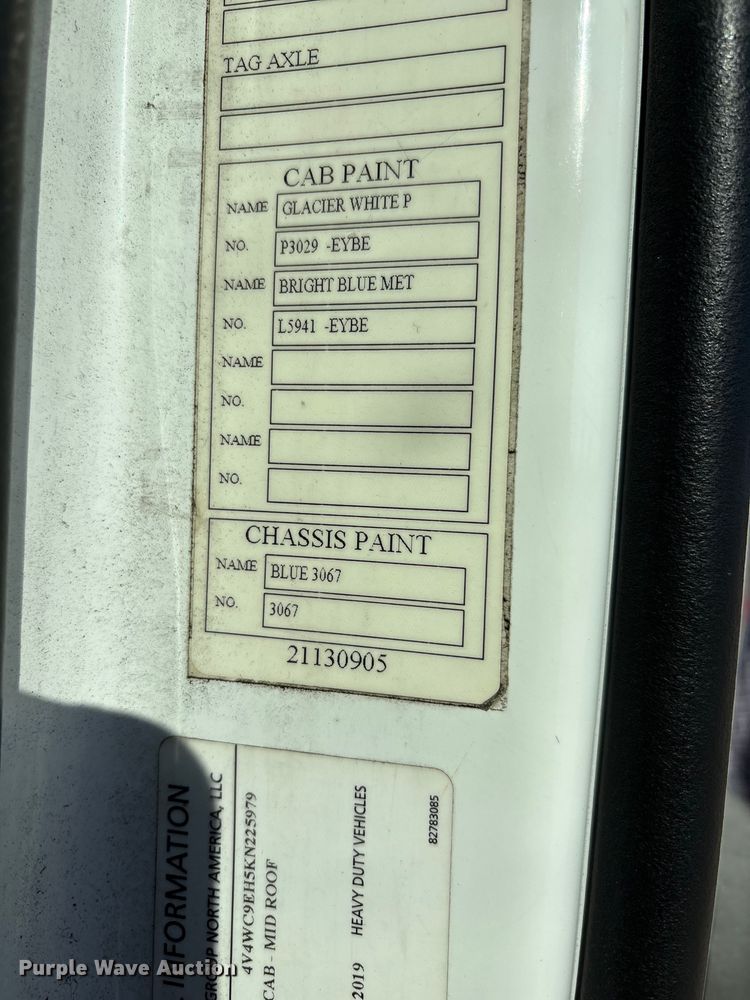 TAG AXLE
CAB PAINT
NAME GLACIER WHITE P
NO. P3029 -EYBE
NAME BRIGHT BLUE MET
NO. L5941 -EYBE
NAME
NO.
NAME
NO.
CHASSIS PAINT
NAME BLUE 3067
NO. 3067
21130905
INFORMATION
GROUP NORTH AMERICA, LLC
4V4WC9EH5KN225979
CAB - MID ROOF
2019 HEAVY DUTY VEHICLES
82783085
Purple Wave Auction